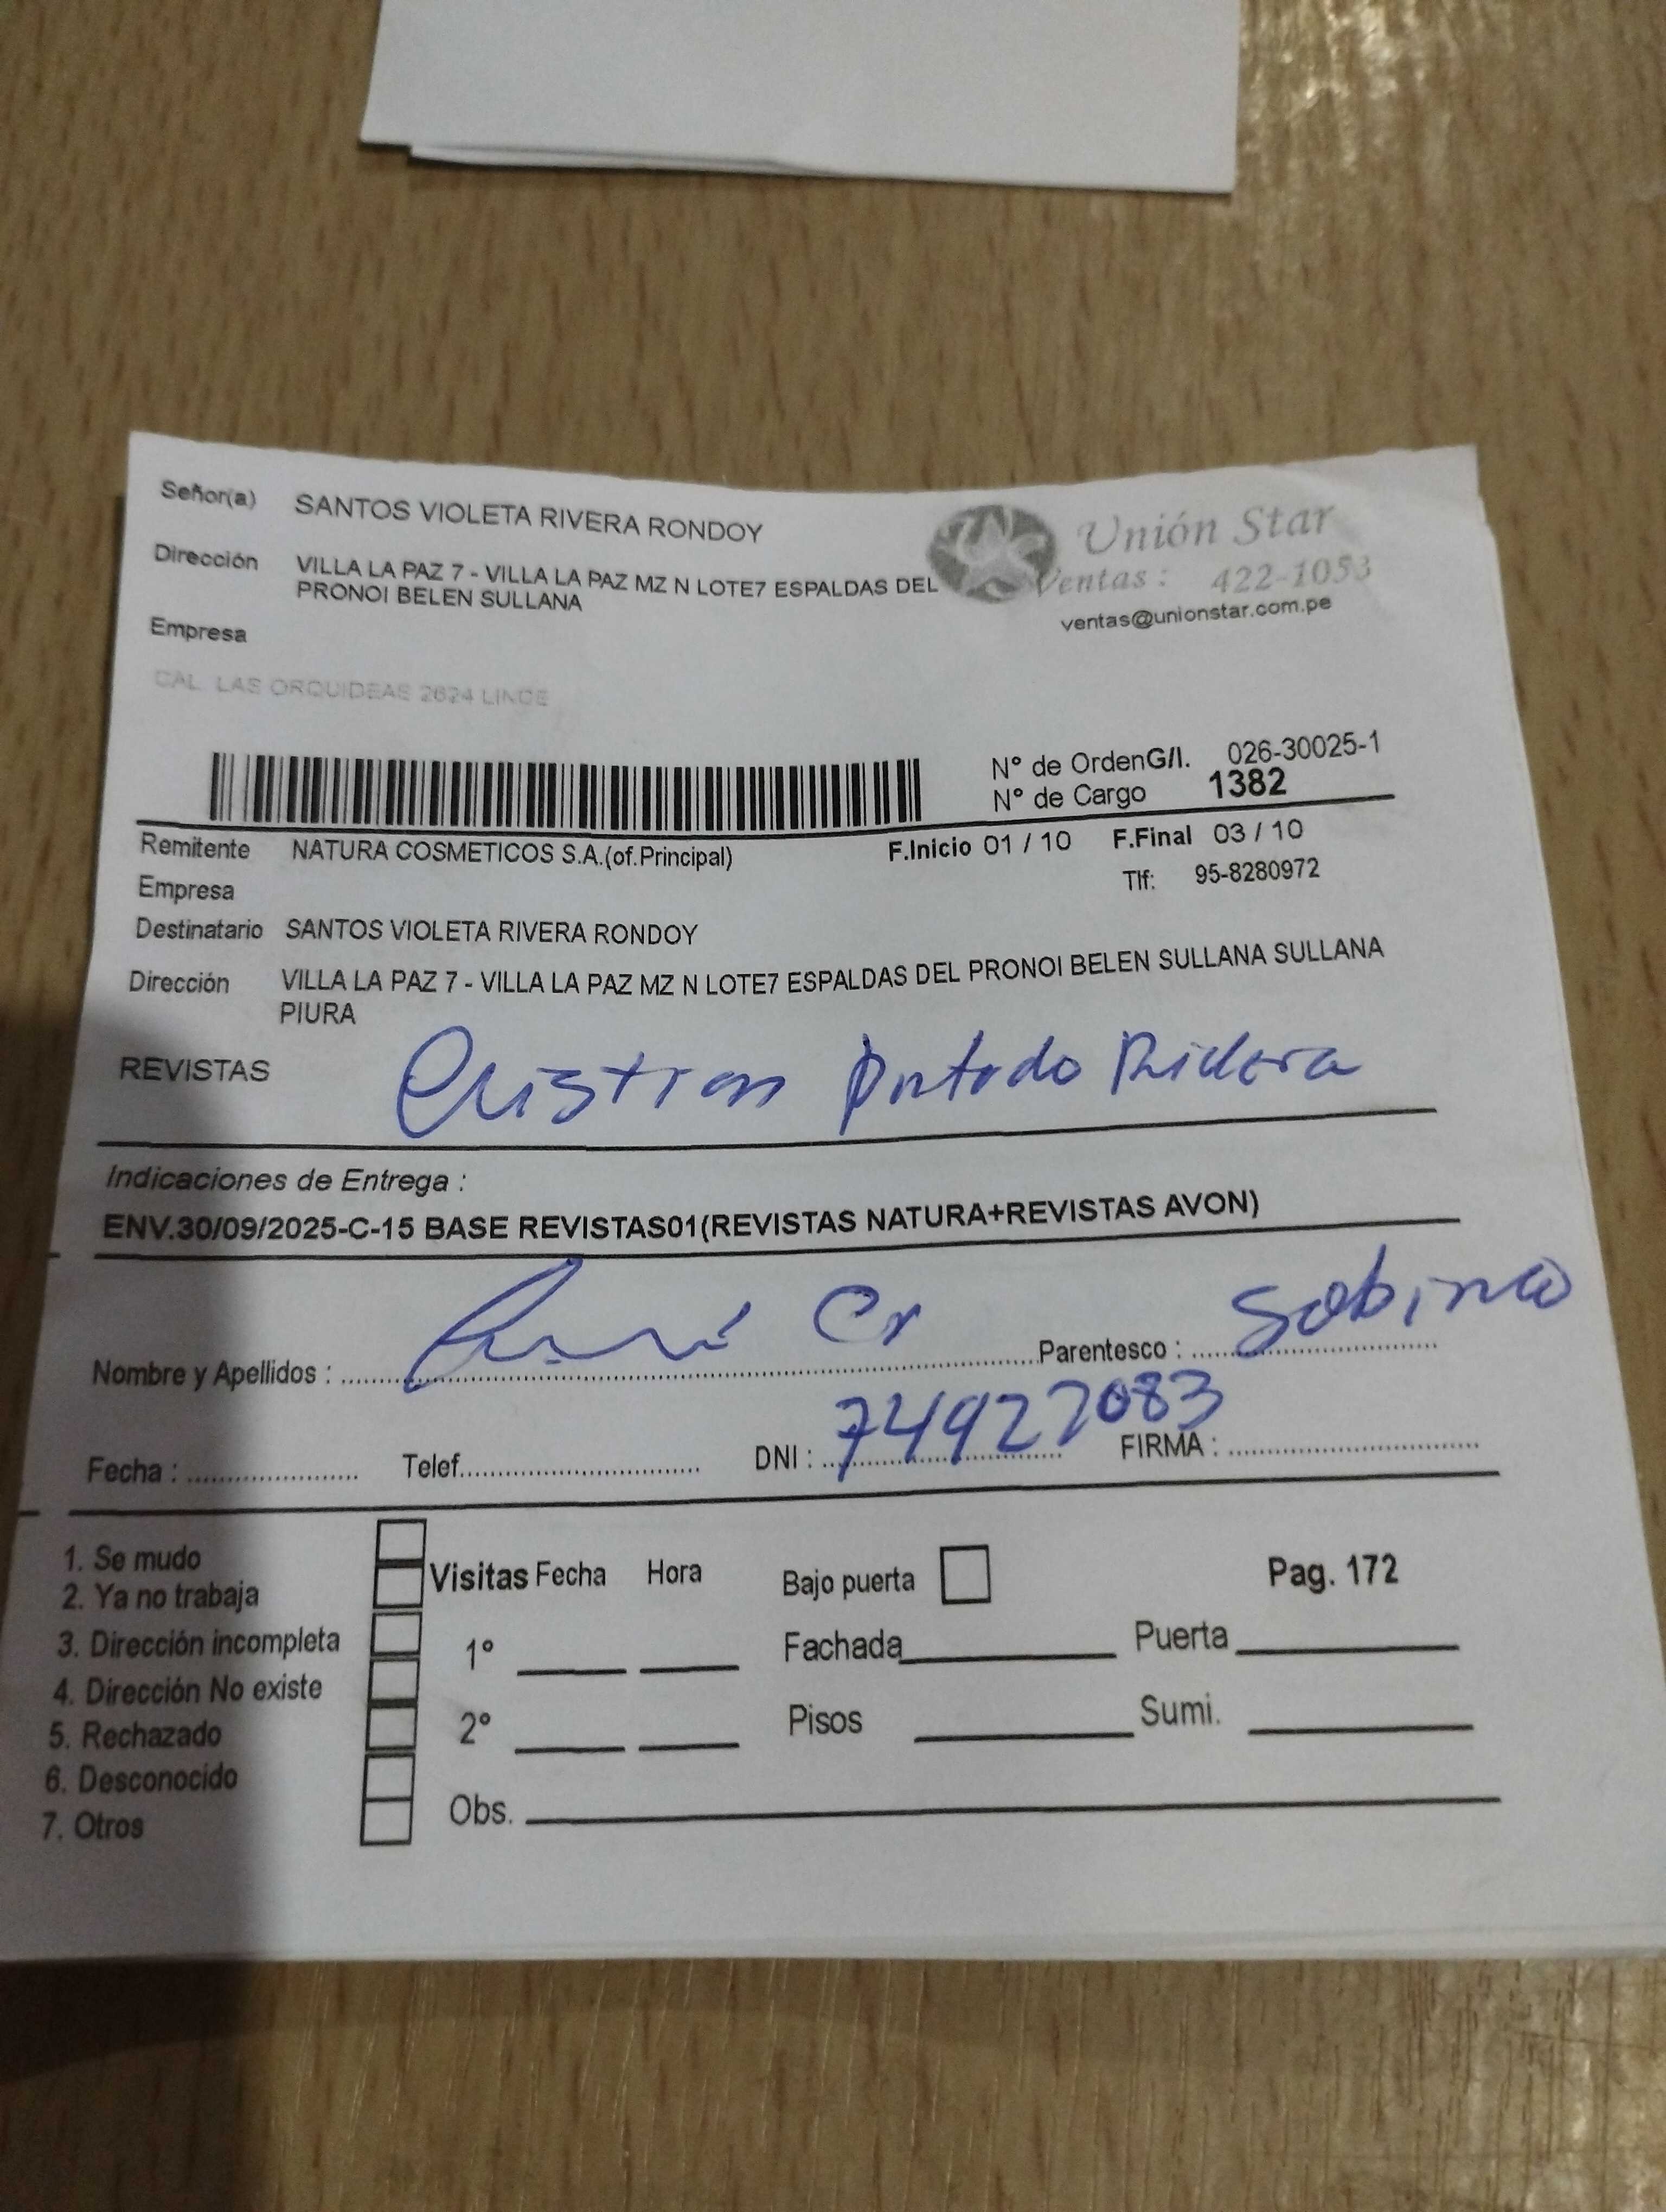 Señor(a) SANTOS VIOLETA RIVERA RONDOY
Dirección VILLA LA PAZ 7 - VILLA LA PAZ MZ N LOTE7 ESPALDAS DEL
PRONOI BELEN SULLANA
Empresa
Unión Star
Ventas: 422-1053
ventas@unionstar.com.pe
CAL. LAS ORQUIDEAS 2624 LINCE
Nº de OrdenG/I. 026-30025-1
Nº de Cargo 1382
Remitente NATURA COSMETICOS S.A.(of.Principal) F.Inicio 01 / 10 F.Final 03 / 10
Empresa Tlf: 95-8280972
Destinatario SANTOS VIOLETA RIVERA RONDOY
Dirección VILLA LA PAZ 7 - VILLA LA PAZ MZ N LOTE7 ESPALDAS DEL PRONOI BELEN SULLANA SULLANA
PIURA
REVISTAS
Indicaciones de Entrega :
ENV.30/09/2025-C-15 BASE REVISTAS01(REVISTAS NATURA+REVISTAS AVON)
Nombre y Apellidos : Parentesco : Sobino
Fecha : Telef. DNI : 74927083 FIRMA :
1. Se mudo
2. Ya no trabaja
3. Dirección incompleta
4. Dirección No existe
5. Rechazado
6. Desconocido
7. Otros
Visitas Fecha Hora Bajo puerta Pag. 172
1º Fachada Puerta
2º Pisos Sumi.
Obs.